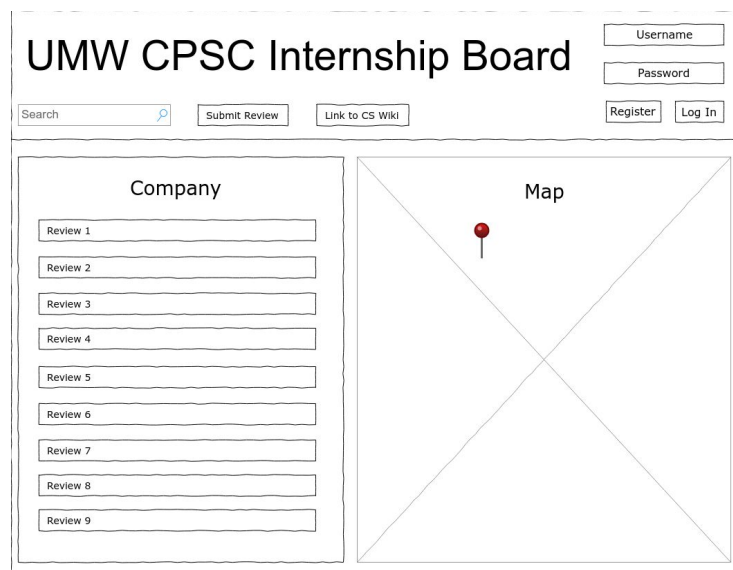 UMW CPSC Internship Board
Username
Password
Search
Submit Review
Link to CS Wiki
Register
Log In
Company
Review 1
Review 2
Review 3
Review 4
Review 5
Review 6
Review 7
Review 8
Review 9
Map